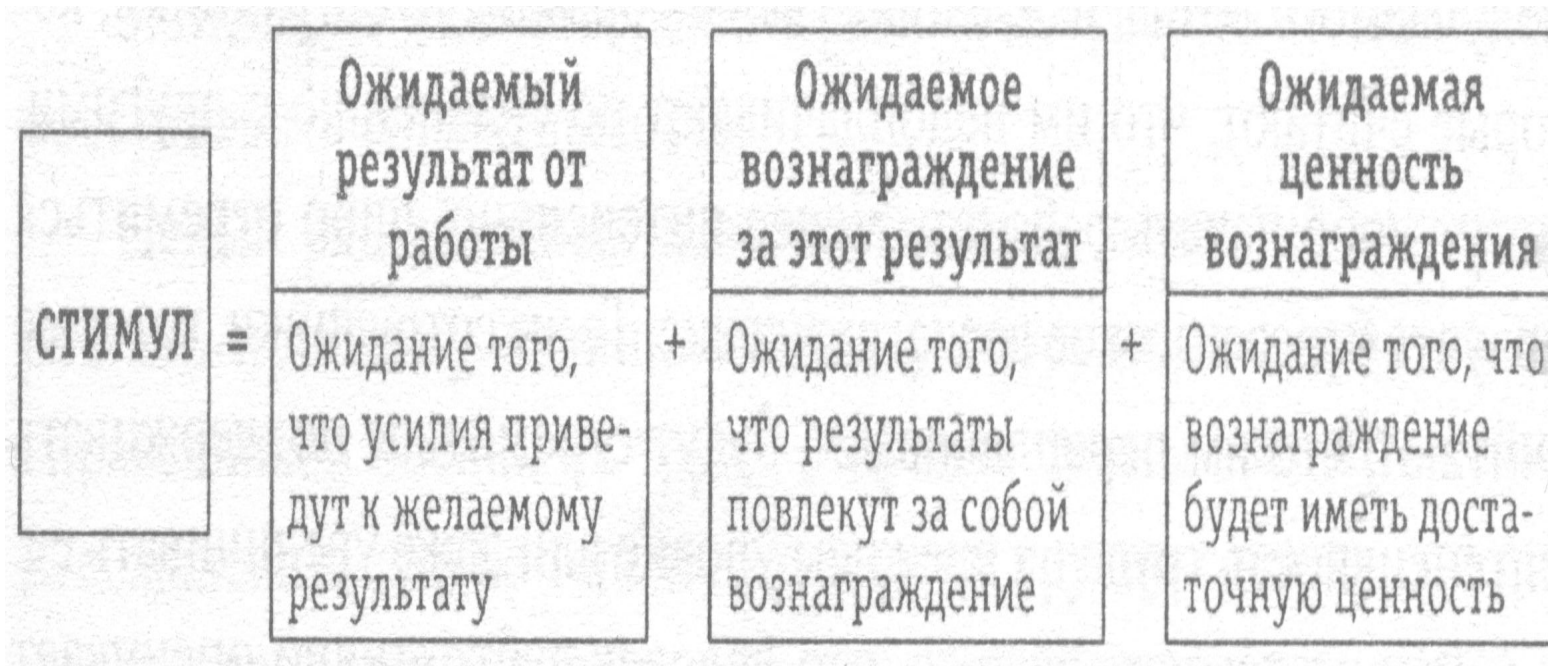 СТИМУЛ
=
Ожидаемый
результат от
работы
Ожидание того,
что усилия приве-
дут к желаемому
результату
+
Ожидаемое
вознаграждение
за этот результат
Ожидание того,
что результаты
повлекут за собой
вознаграждение
+
Ожидаемая
ценность
вознаграждения
Ожидание того, что
вознаграждение
будет иметь доста-
точную ценность